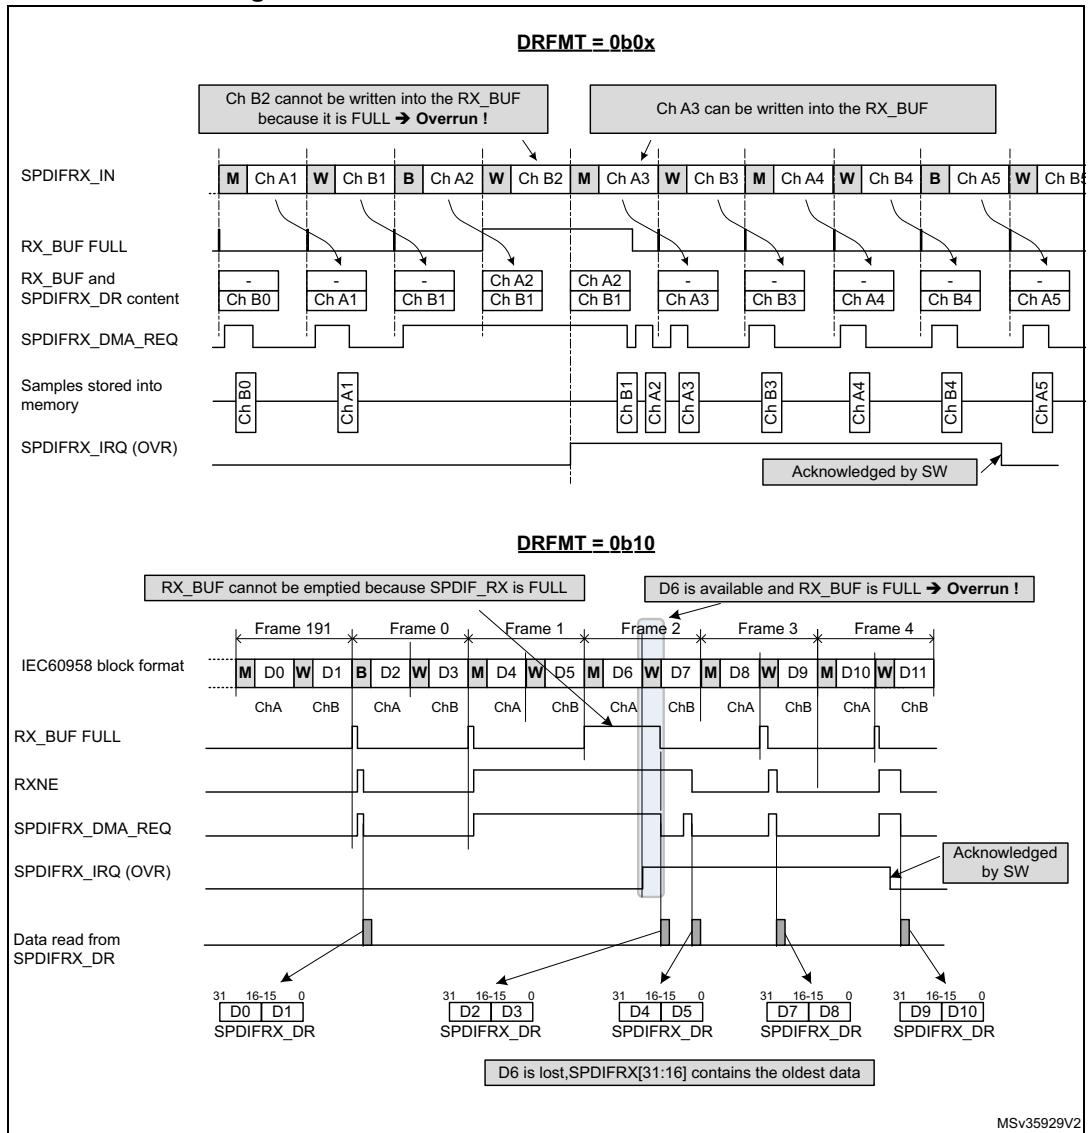 DRFMT = 0b0x
Ch B2 cannot be written into the RX_BUF
because it is FULL ➔ Overrun !
Ch A3 can be written into the RX_BUF
SPDIFRX_IN
M Ch A1 W Ch B1 B Ch A2 W Ch B2 M Ch A3 W Ch B3 M Ch A4 W Ch B4 B Ch A5 W Ch B5
RX_BUF FULL
RX_BUF and
SPDIFRX_DR content
- - - Ch A2 Ch A2 - - - - -
Ch B0 Ch A1 Ch B1 Ch B1 Ch B1 Ch A3 Ch B3 Ch A4 Ch B4 Ch A5
SPDIFRX_DMA_REQ
Samples stored into
memory
Ch B0 Ch A1 Ch B1 Ch A2 Ch A3 Ch B3 Ch A4 Ch B4 Ch A5
SPDIFRX_IRQ (OVR)
Acknowledged by SW
DRFMT = 0b10
RX_BUF cannot be emptied because SPDIF_RX is FULL
D6 is available and RX_BUF is FULL ➔ Overrun !
Frame 191 Frame 0 Frame 1 Frame 2 Frame 3 Frame 4
IEC60958 block format
M D0 W D1 B D2 W D3 M D4 W D5 M D6 W D7 M D8 W D9 M D10 W D11
ChA ChB ChA ChB ChA ChB ChA ChB ChA ChB ChA ChB
RX_BUF FULL
RXNE
SPDIFRX_DMA_REQ
SPDIFRX_IRQ (OVR)
Acknowledged
by SW
Data read from
SPDIFRX_DR
31 16-15 0 31 16-15 0 31 16-15 0 31 16-15 0 31 16-15 0
D0 D1 D2 D3 D4 D5 D7 D8 D9 D10
SPDIFRX_DR SPDIFRX_DR SPDIFRX_DR SPDIFRX_DR SPDIFRX_DR
D6 is lost,SPDIFRX[31:16] contains the oldest data
MSv35929V2